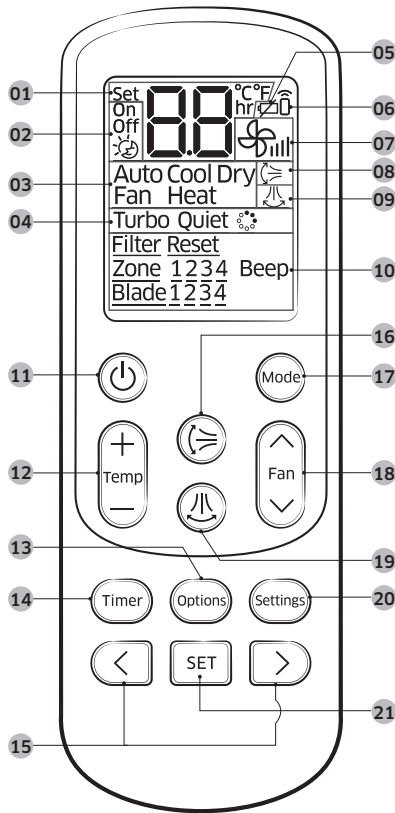 05
01
Set
88
°C°F
On
hr
06
02
Off
07
03
Auto Cool Dry
08
Fan Heat
09
04
Turbo Quiet
Filter Reset
Zone 1234 Beep
10
Blade 1234
16
11
Mode
17
+
12
Temp
Fan
18
−
13
19
14
Timer
Options
Settings
20
<
SET
>
21
15